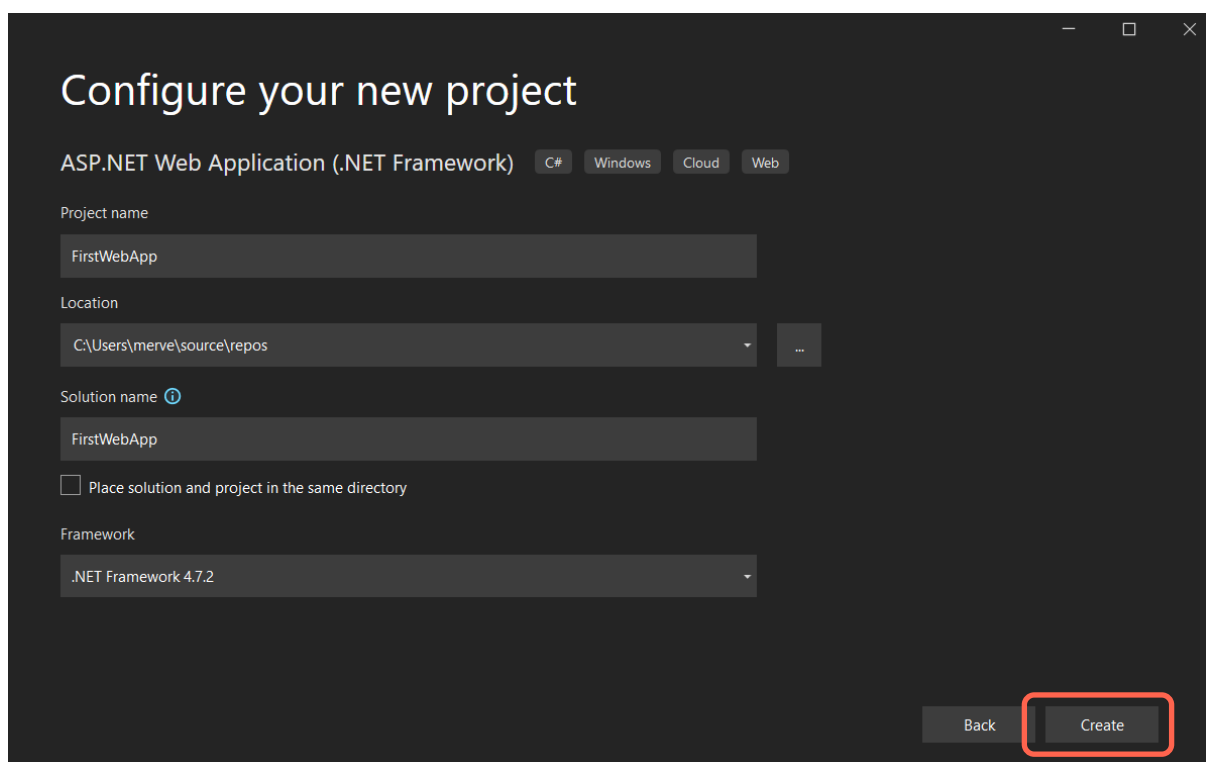 Configure your new project
ASP.NET Web Application (.NET Framework) C# Windows Cloud Web
Project name
FirstWebApp
Location
C:\Users\merve\source\repos
...
Solution name
FirstWebApp
Place solution and project in the same directory
Framework
.NET Framework 4.7.2
Back Create